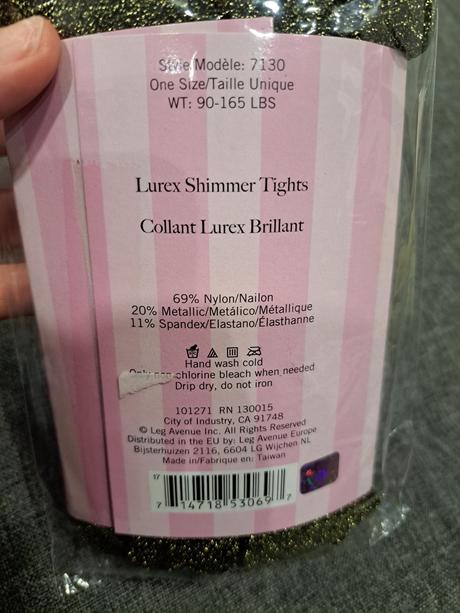 Style/Modèle: 7130
One Size/Taille Unique
WT: 90-165 LBS
Lurex Shimmer Tights
Collant Lurex Brillant
69% Nylon/Nailon
20% Metallic/Metálico/Métallique
11% Spandex/Elastano/Élasthanne
Hand wash cold
Only non-chlorine bleach when needed
Drip dry, do not iron
101271 RN 130015
City of Industry, CA 91748
© Leg Avenue Inc. All Rights Reserved
Distributed in the EU by: Leg Avenue Europe
Bijsterhuizen 2116, 6604 LG Wijchen NL
Made in/Fabrique en: Taiwan
17
7 14718 53069 7